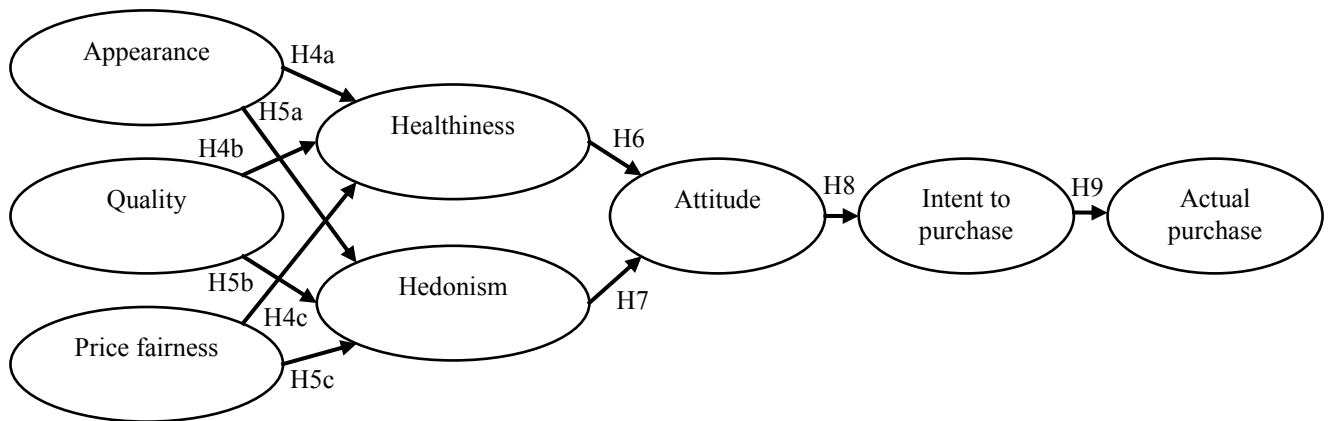 Appearance
H4a
H5a
Healthiness
H6
H4b
Quality
Attitude
H8
Intent to
purchase
H9
Actual
purchase
H5b
Hedonism
H7
H4c
Price fairness
H5c